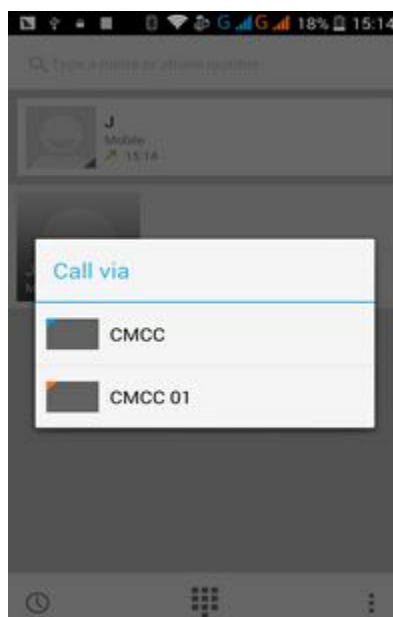 G G 18% 15:14
Type a name or phone number
J
Mobile
15:14
Call via
CMCC
CMCC 01